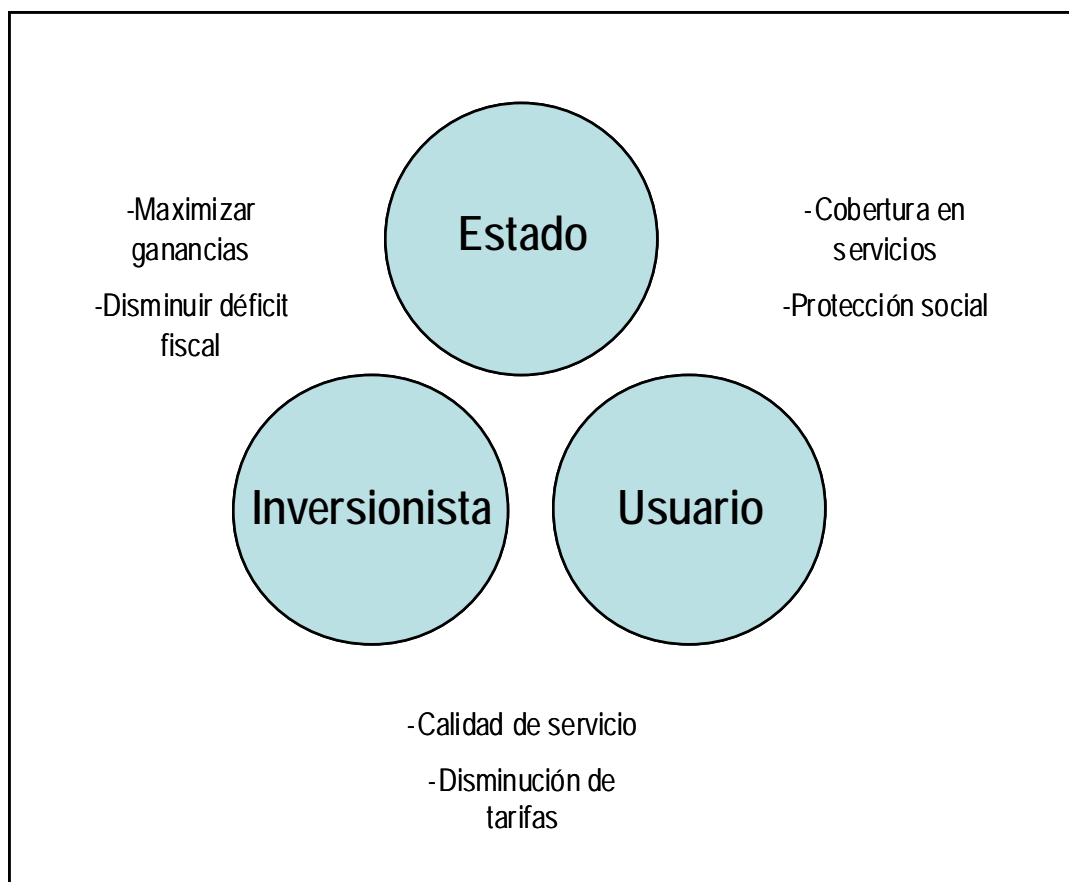 Estado
-Maximizar
ganancias
-Disminuir déficit
fiscal
-Cobertura en
servicios
-Protección social
Inversionista
Usuario
-Calidad de servicio
-Disminución de
tarifas